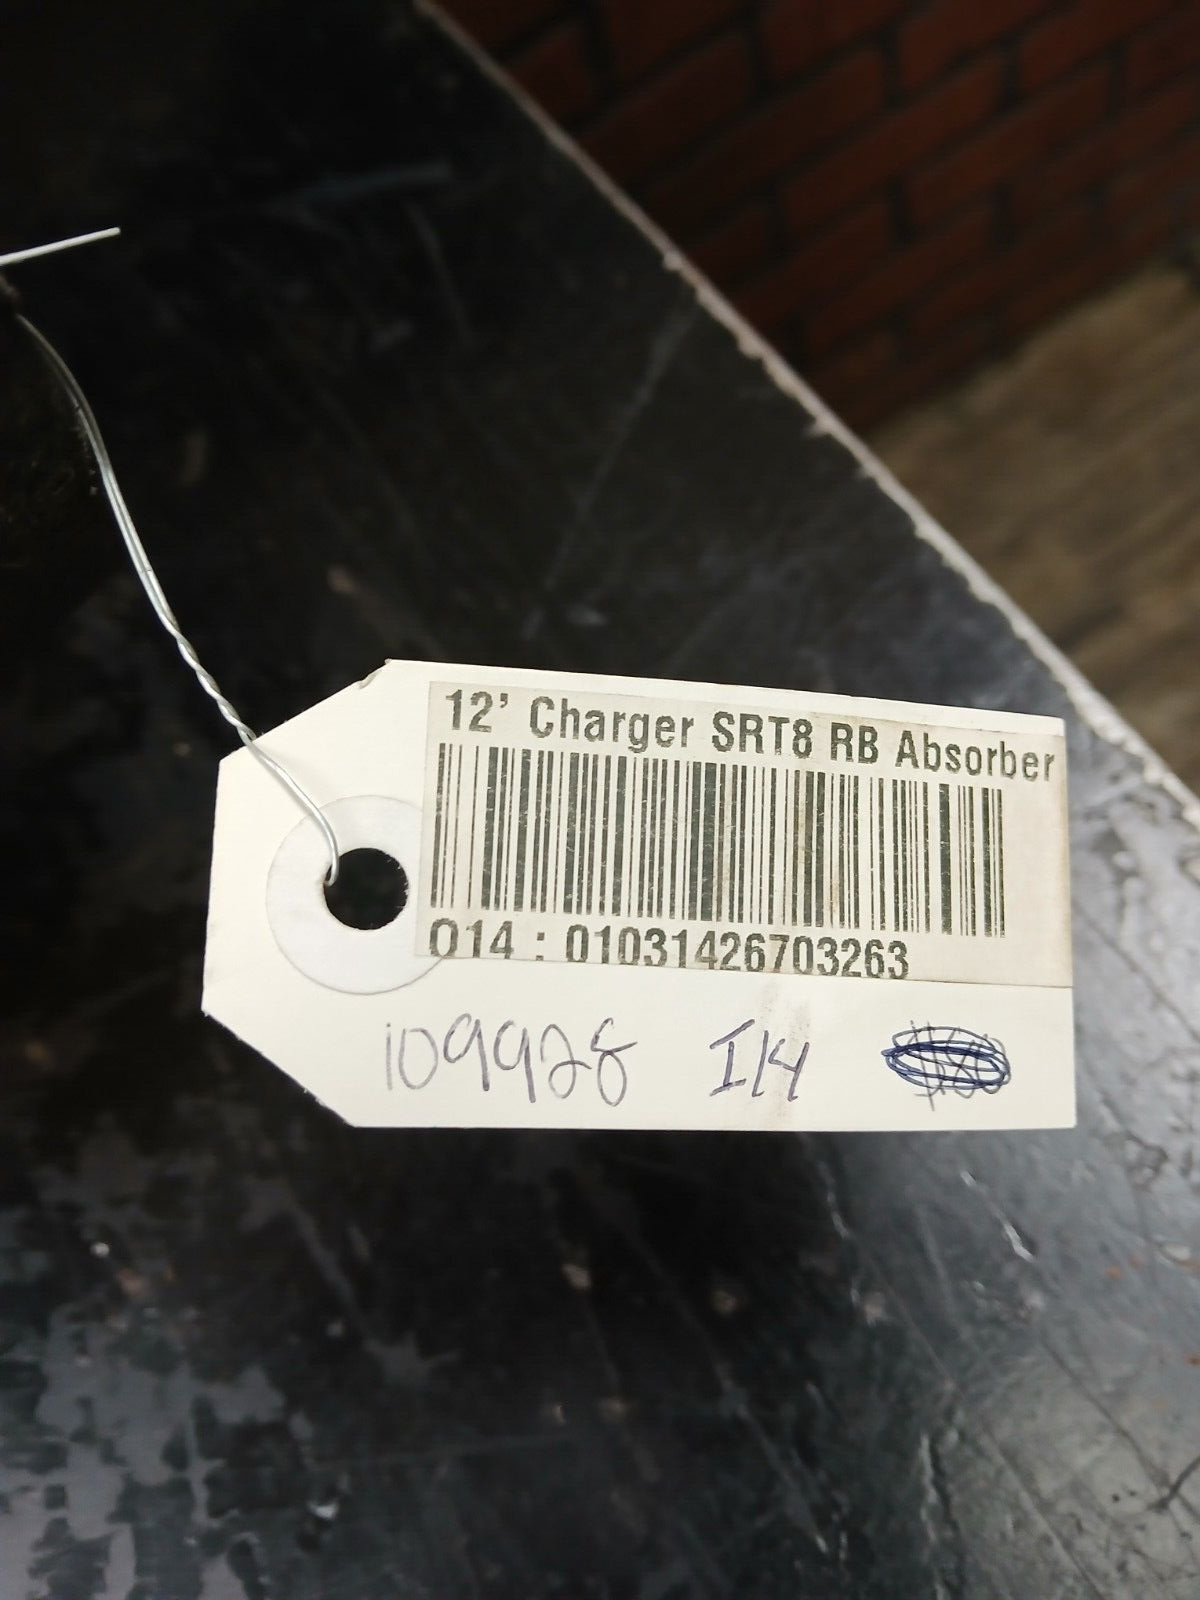 12' Charger SRT8 RB Absorber
014 : 01031426703263
109928 I14